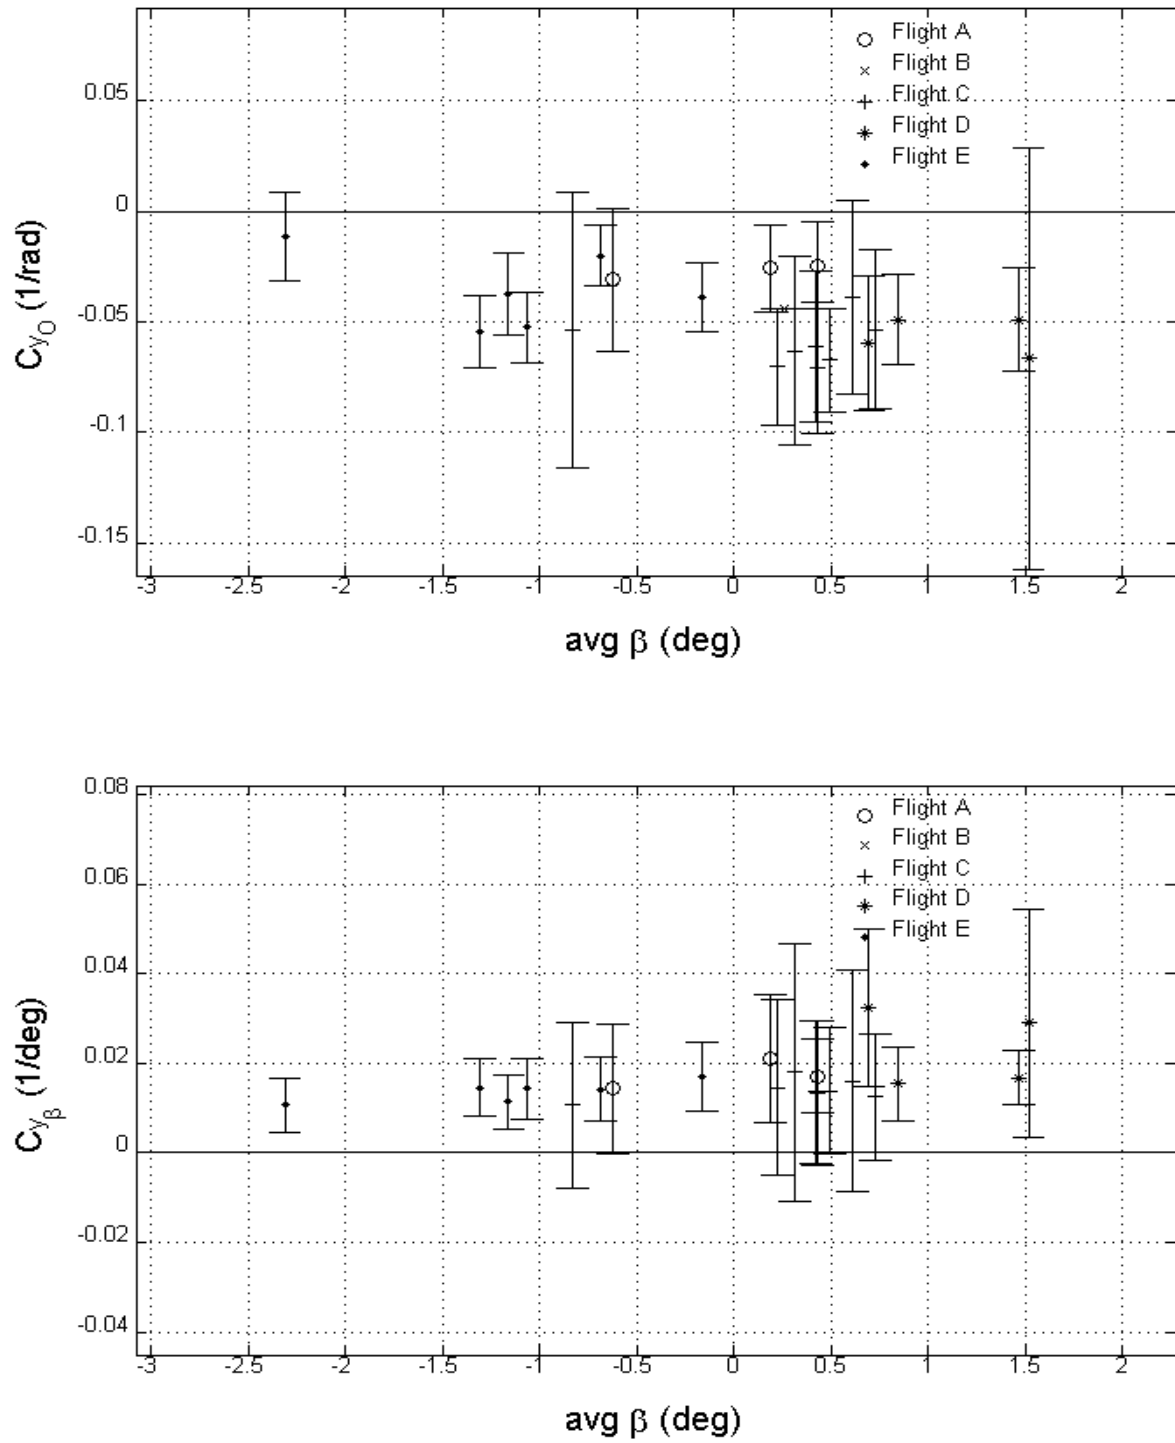 Flight A
Flight B
Flight C
Flight D
Flight E
0.05
0
-0.05
-0.1
-0.15
C_{y_O} (1/rad)
-3 -2.5 -2 -1.5 -1 -0.5 0 0.5 1 1.5 2
avg β (deg)
Flight A
Flight B
Flight C
Flight D
Flight E
0.08
0.06
0.04
0.02
0
-0.02
-0.04
C_{y_β} (1/deg)
-3 -2.5 -2 -1.5 -1 -0.5 0 0.5 1 1.5 2
avg β (deg)